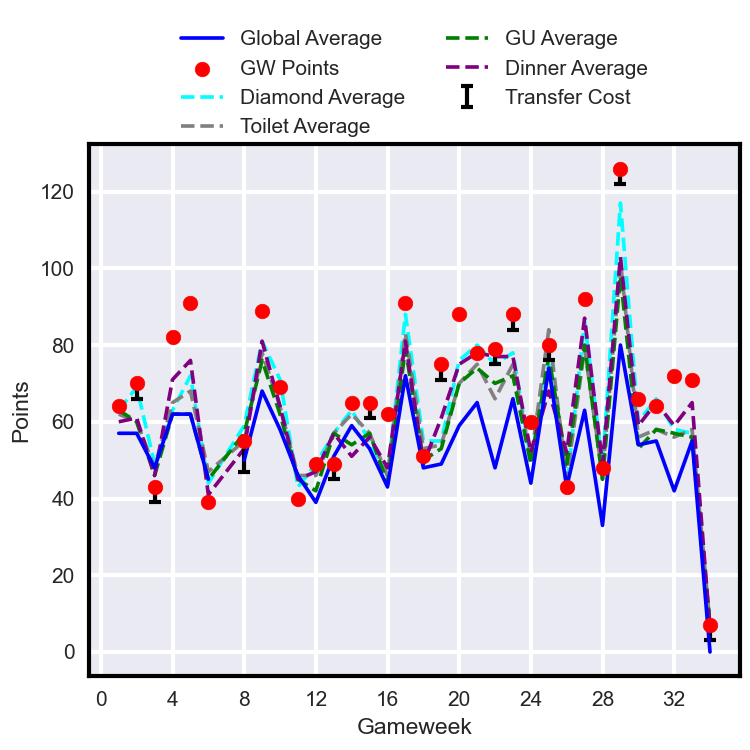 Global Average
GW Points
Diamond Average
Toilet Average
GU Average
Dinner Average
Transfer Cost
Points
120
100
80
60
40
20
0
0 4 8 12 16 20 24 28 32
Gameweek